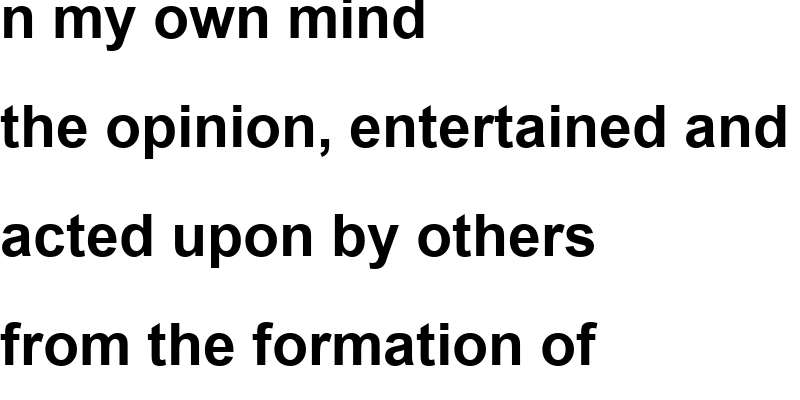 n my own mind
the opinion, entertained and
acted upon by others
from the formation of